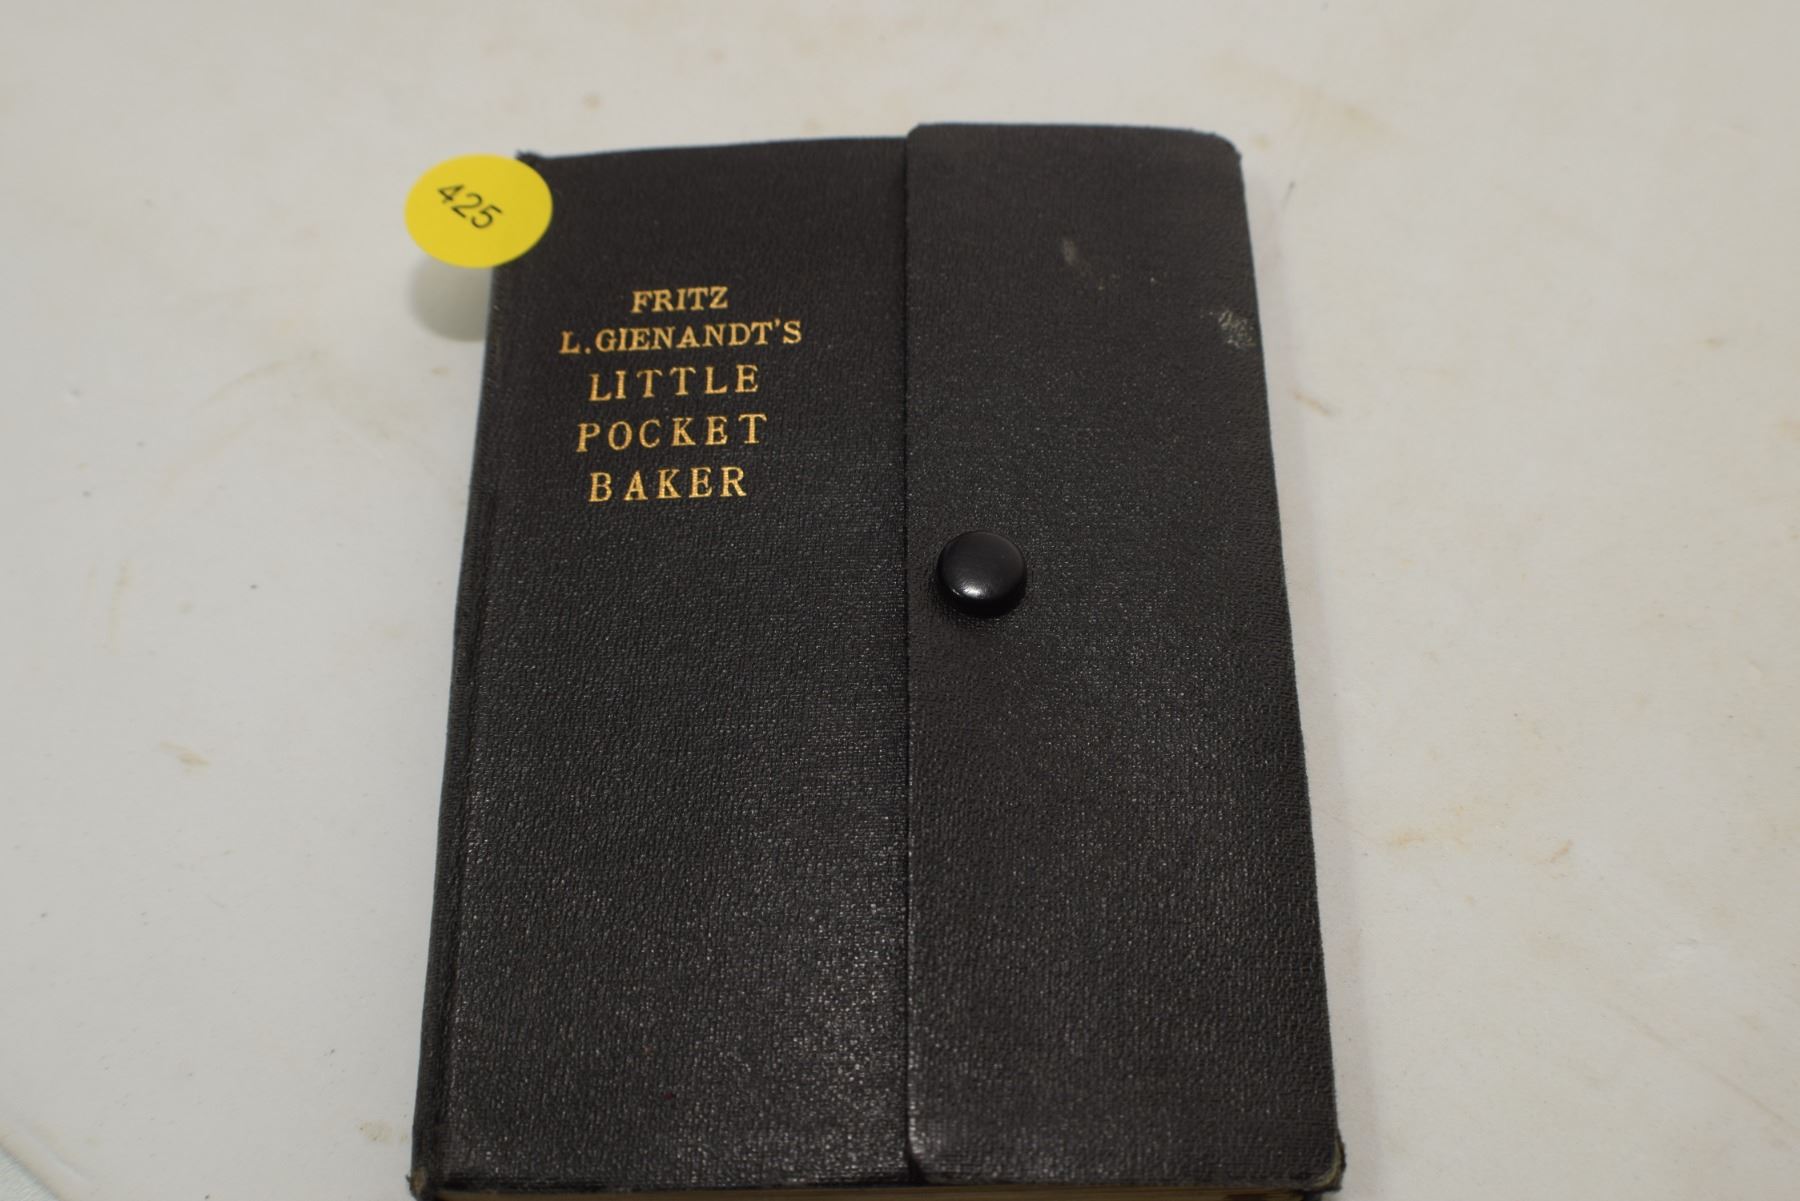 425
FRITZ
L. GIENANDT'S
LITTLE
POCKET
BAKER